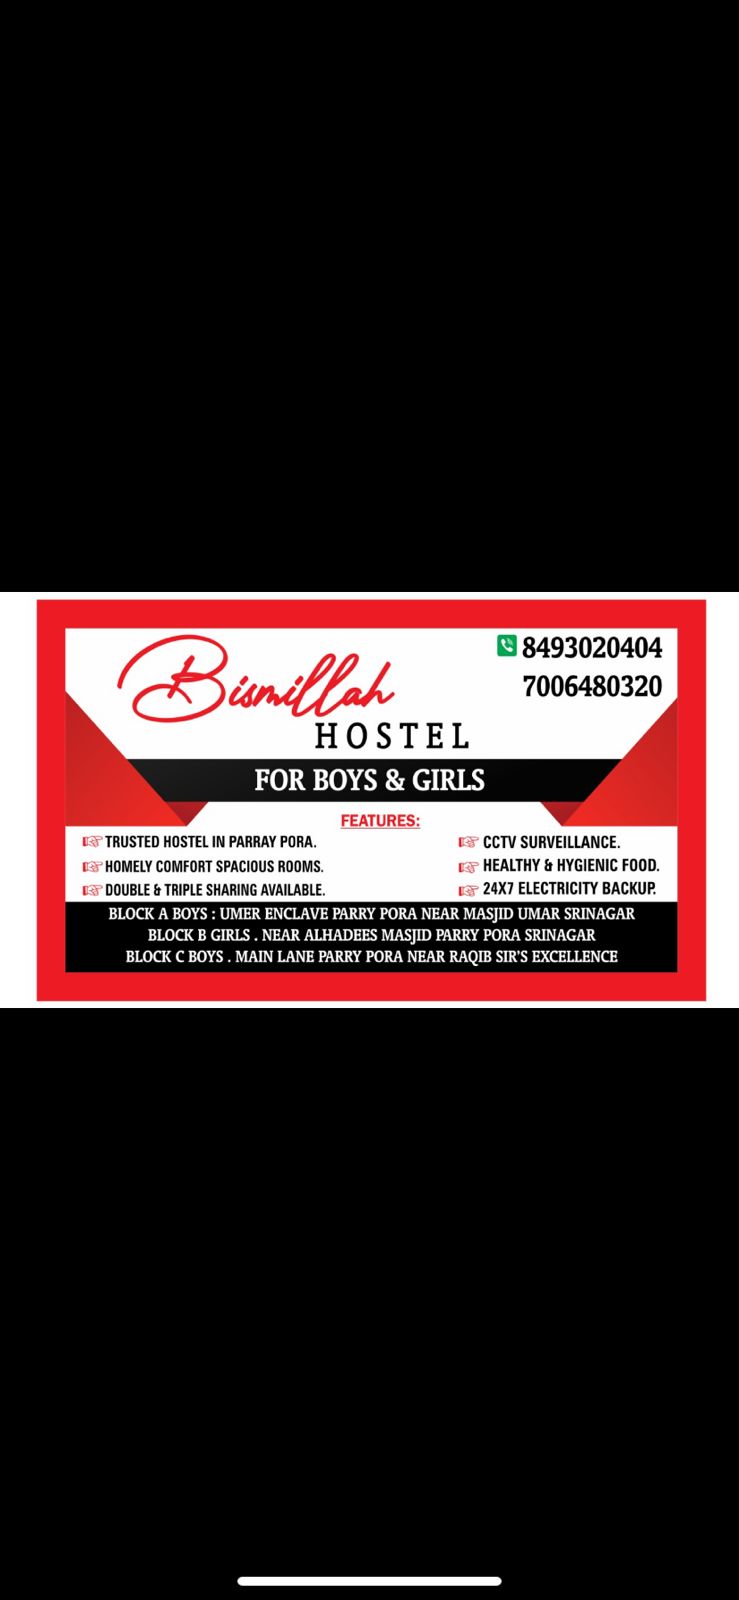 Bismillah
HOSTEL
8493020404
7006480320
FOR BOYS & GIRLS
FEATURES:
TRUSTED HOSTEL IN PARRAY PORA.
HOMELY COMFORT SPACIOUS ROOMS.
DOUBLE & TRIPLE SHARING AVAILABLE.
CCTV SURVEILLANCE.
HEALTHY & HYGIENIC FOOD.
24X7 ELECTRICITY BACKUP.
BLOCK A BOYS : UMER ENCLAVE PARRY PORA NEAR MASJID UMAR SRINAGAR
BLOCK B GIRLS . NEAR ALHADEES MASJID PARRY PORA SRINAGAR
BLOCK C BOYS . MAIN LANE PARRY PORA NEAR RAQIB SIR'S EXCELLENCE